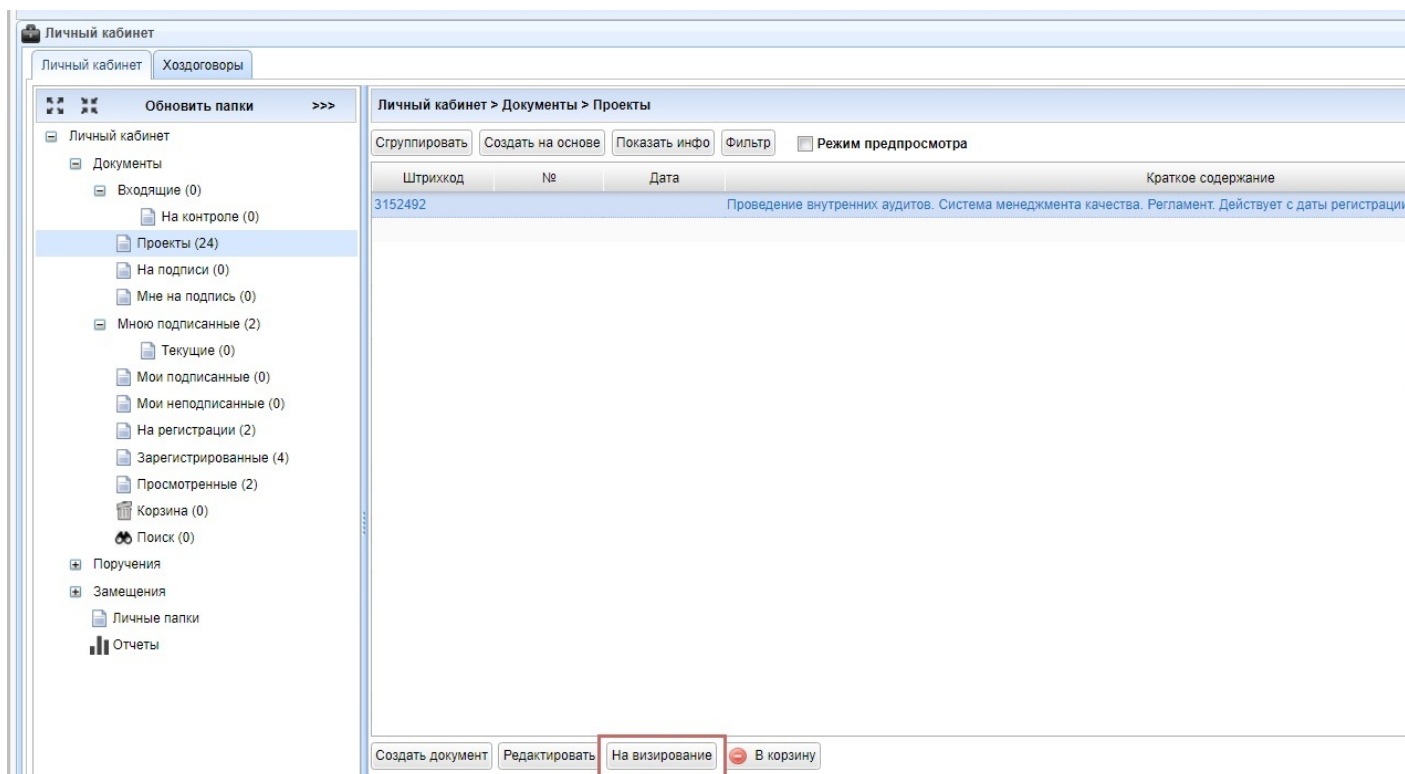 Личный кабинет
Личный кабинет Хоздоговоры
Обновить папки >>>
Личный кабинет
Документы
Входящие (0)
На контроле (0)
Проекты (24)
На подписи (0)
Мне на подпись (0)
Мною подписанные (2)
Текущие (0)
Мои подписанные (0)
Мои неподписанные (0)
На регистрации (2)
Зарегистрированные (4)
Просмотренные (2)
Корзина (0)
Поиск (0)
Поручения
Замещения
Личные папки
Отчеты
Личный кабинет > Документы > Проекты
Сгруппировать Создать на основе Показать инфо Фильтр Режим предпросмотра
Штрихкод № Дата Краткое содержание
3152492 Проведение внутренних аудитов. Система менеджмента качества. Регламент. Действует с даты регистрации
Создать документ Редактировать На визирование В корзину